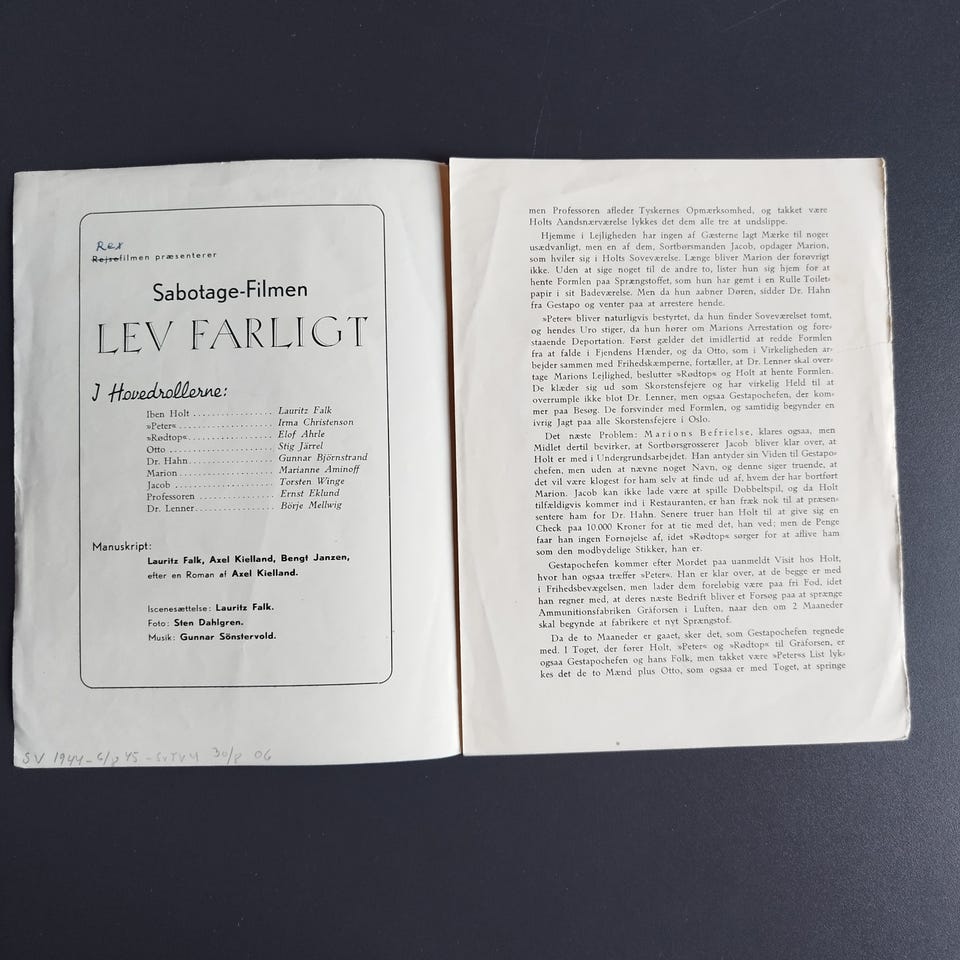 Rex
Rejsefilmen præsenterer
Sabotage-Filmen
LEV FARLIGT
I Hovedrollerne:
Iben Holt ................ Lauritz Falk
»Peter« .................. Irma Christenson
»Rødtop« ................. Elof Ahrle
Otto ..................... Stig Järrel
Dr. Hahn ................. Gunnar Björnstrand
Marion ................... Marianne Aminoff
Jacob .................... Torsten Winge
Professoren .............. Ernst Eklund
Dr. Lenner ............... Börje Mellwig
Manuskript:
Lauritz Falk, Axel Kielland, Bengt Janzen,
efter en Roman af Axel Kielland.
Iscenesættelse: Lauritz Falk.
Foto: Sten Dahlgren.
Musik: Gunnar Sönstervold.
SV 1944 - 6/ 45 - SvTV4 30/ 06
men Professoren afleder Tyskernes Opmærksomhed, og takket være
Holts Aandsnærværelse lykkes det dem alle tre at undslippe.
Hjemme i Lejligheden har ingen af Gæsterne lagt Mærke til noget
usædvanligt, men en af dem, Sortbørsmanden Jacob, opdager Marion,
som hviler sig i Holts Soveværelse. Længe bliver Marion der forøvrigt
ikke. Uden at sige noget til de andre to, lister hun sig hjem for at
hente Formlen paa Sprængstoffet, som hun har gemt i en Rulle Toilet-
papir i sit Badeværelse. Men da hun aabner Døren, sidder Dr. Hahn
fra Gestapo og venter paa at arrestere hende.
»Peter« bliver naturligvis bestyrtet, da hun finder Soveværelset tomt,
og hendes Uro stiger, da hun hører om Marions Arrestation og fore-
staaende Deportation. Først gælder det imidlertid at redde Formlen
fra at falde i Fjendens Hænder, og da Otto, som i Virkeligheden ar-
bejder sammen med Frihedskæmperne, fortæller, at Dr. Lenner skal over-
tage Marions Lejlighed, beslutter »Rødtop« og Holt at hente Formlen.
De klæder sig ud som Skorstensfejere og har virkelig Held til at
overrumple ikke blot Dr. Lenner, men ogsaa Gestapochefen, der kom-
mer paa Besøg. De forsvinder med Formlen, og samtidig begynder en
ivrig Jagt paa alle Skorstensfejere i Oslo.
Det næste Problem: Marions Befrielse, klares ogsaa, men
Midlet dertil bevirker, at Sortbørsgrosserer Jacob bliver klar over, at
Holt er med i Undergrundsarbejdet. Han antyder sin Viden til Gestapo-
chefen, men uden at nævne noget Navn, og denne siger truende, at
det vil være klogest for ham selv at finde ud af, hvem der har bortført
Marion. Jacob kan ikke lade være at spille Dobbeltspil, og da Holt
tilfældigvis kommer ind i Restauranten, er han fræk nok til at præsen-
sentere ham for Dr. Hahn. Senere truer han Holt til at give sig en
Check paa 10.000 Kroner for at tie med det, han ved; men de Penge
faar han ingen Fornøjelse af, idet »Rødtop« sørger for at aflive ham
som den modbydelige Stikker, han er.
Gestapochefen kommer efter Mordet paa uanmeldt Visit hos Holt,
hvor han ogsaa træffer »Peter«. Han er klar over, at de begge er med
i Frihedsbevægelsen, men lader dem foreløbig være paa fri Fod, idet
han regner med, at deres næste Bedrift bliver et Forsøg paa at sprænge
Ammunitionsfabriken Gråforsen i Luften, naar den om 2 Maaneder
skal begynde at fabrikere et nyt Sprængstof.
Da de to Maaneder er gaaet, sker det, som Gestapochefen regnede
med. I Toget, der fører Holt, »Peter« og »Rødtop« til Gråforsen, er
ogsaa Gestapochefen og hans Folk, men takket være »Peter«s List lyk-
kes det de to Mænd plus Otto, som ogsaa er med Toget, at springe